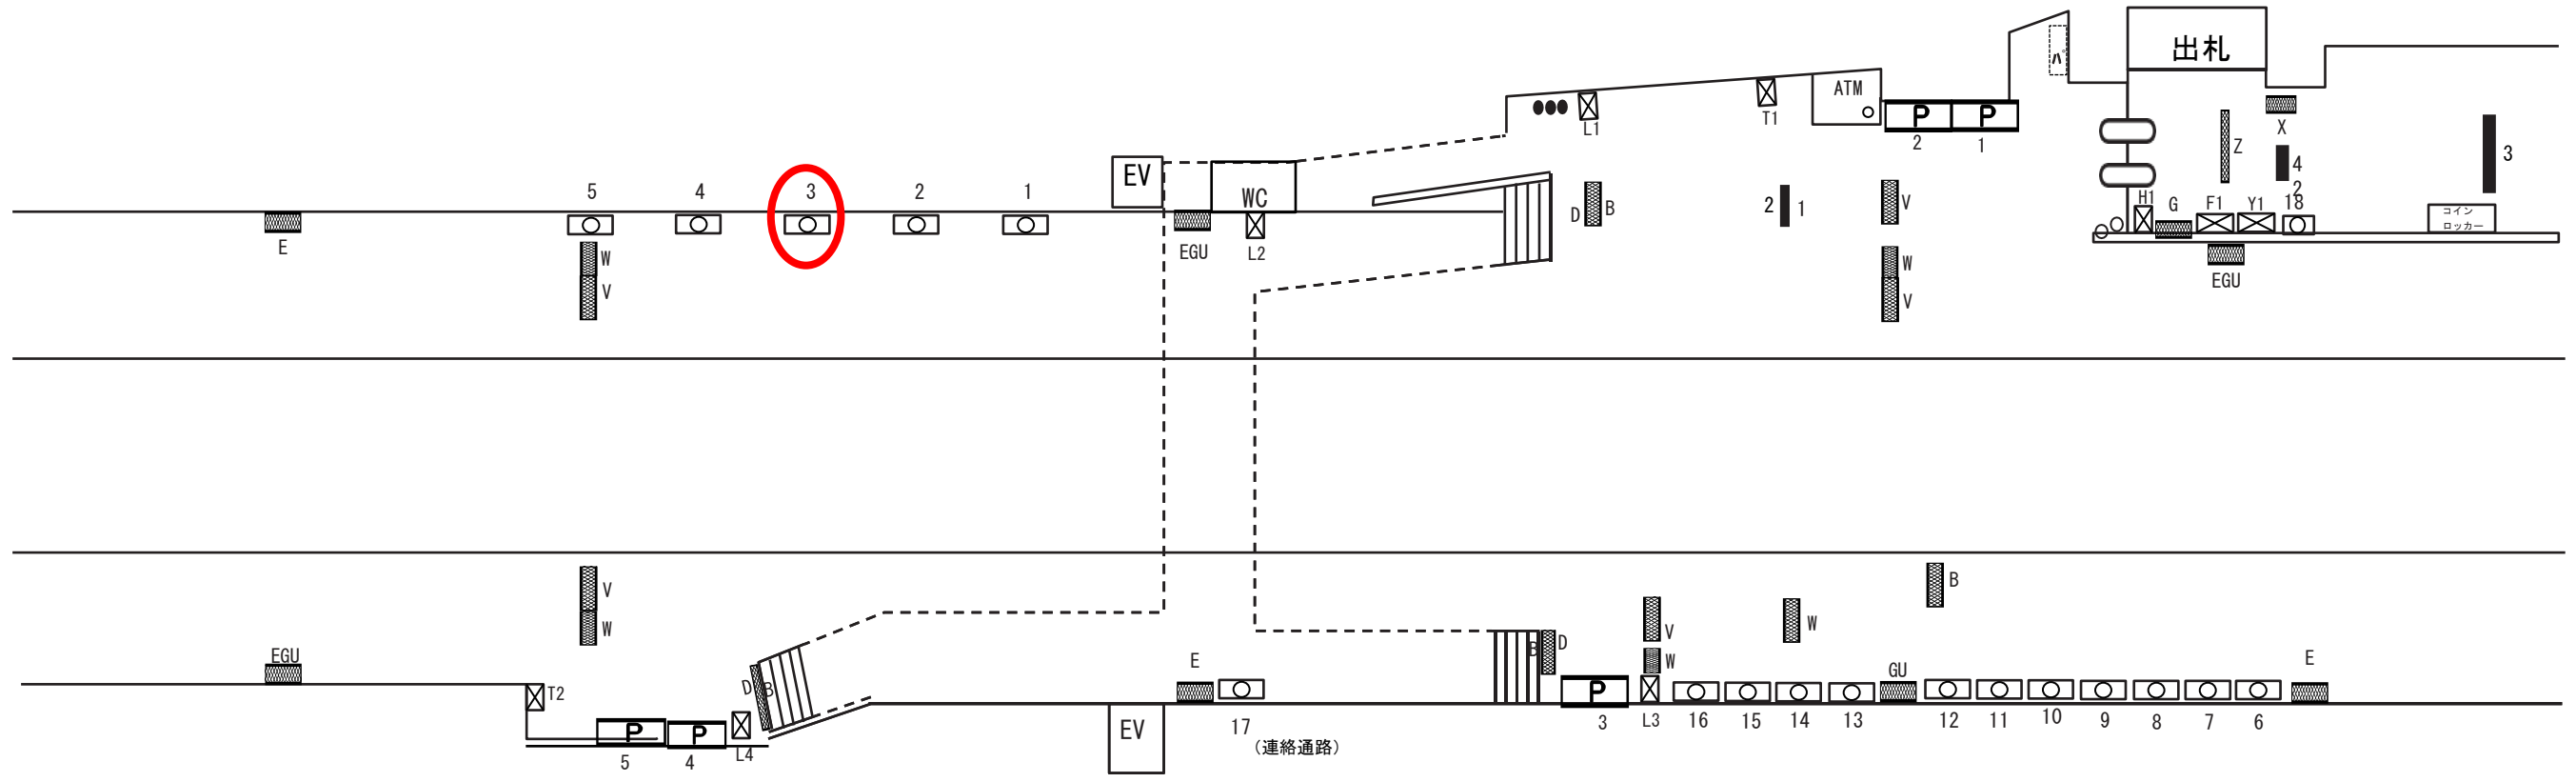 出札
パ
ATM
P
P
2
1
L1
T1
X
Z
4
2
3
5
4
3
2
1
EV
WC
D
B
2
1
V
H1
G
F1
Y1
18
コイン
ロッカー
E
W
V
EGU
L2
W
V
EGU
V
W
B
V
W
W
EGU
T2
D
B
E
B
D
GU
E
P
P
5
4
L4
EV
17
(連絡通路)
P
3
L3
16
15
14
13
12
11
10
9
8
7
6